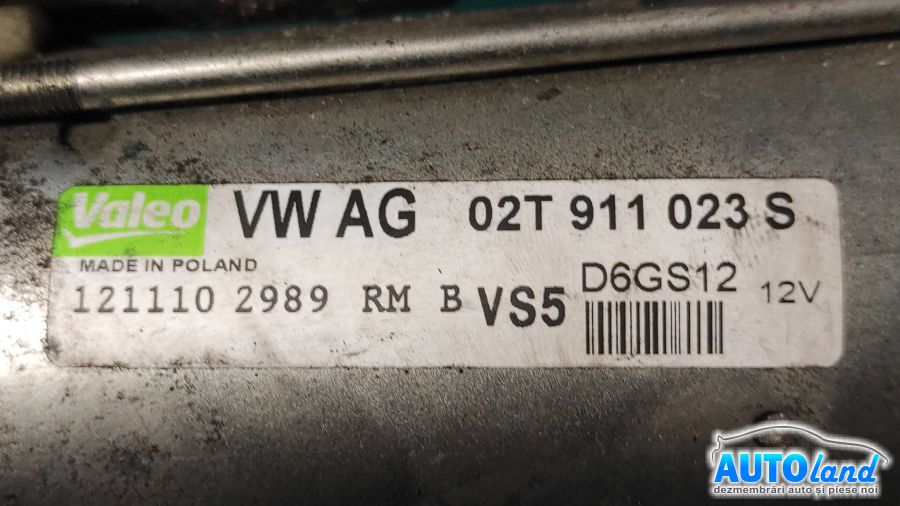 Valeo VW AG 02T 911 023 S
MADE IN POLAND
121110 2989 RM B VS5 D6GS12 12V
AUTOland
dezmembrări auto și piese noi